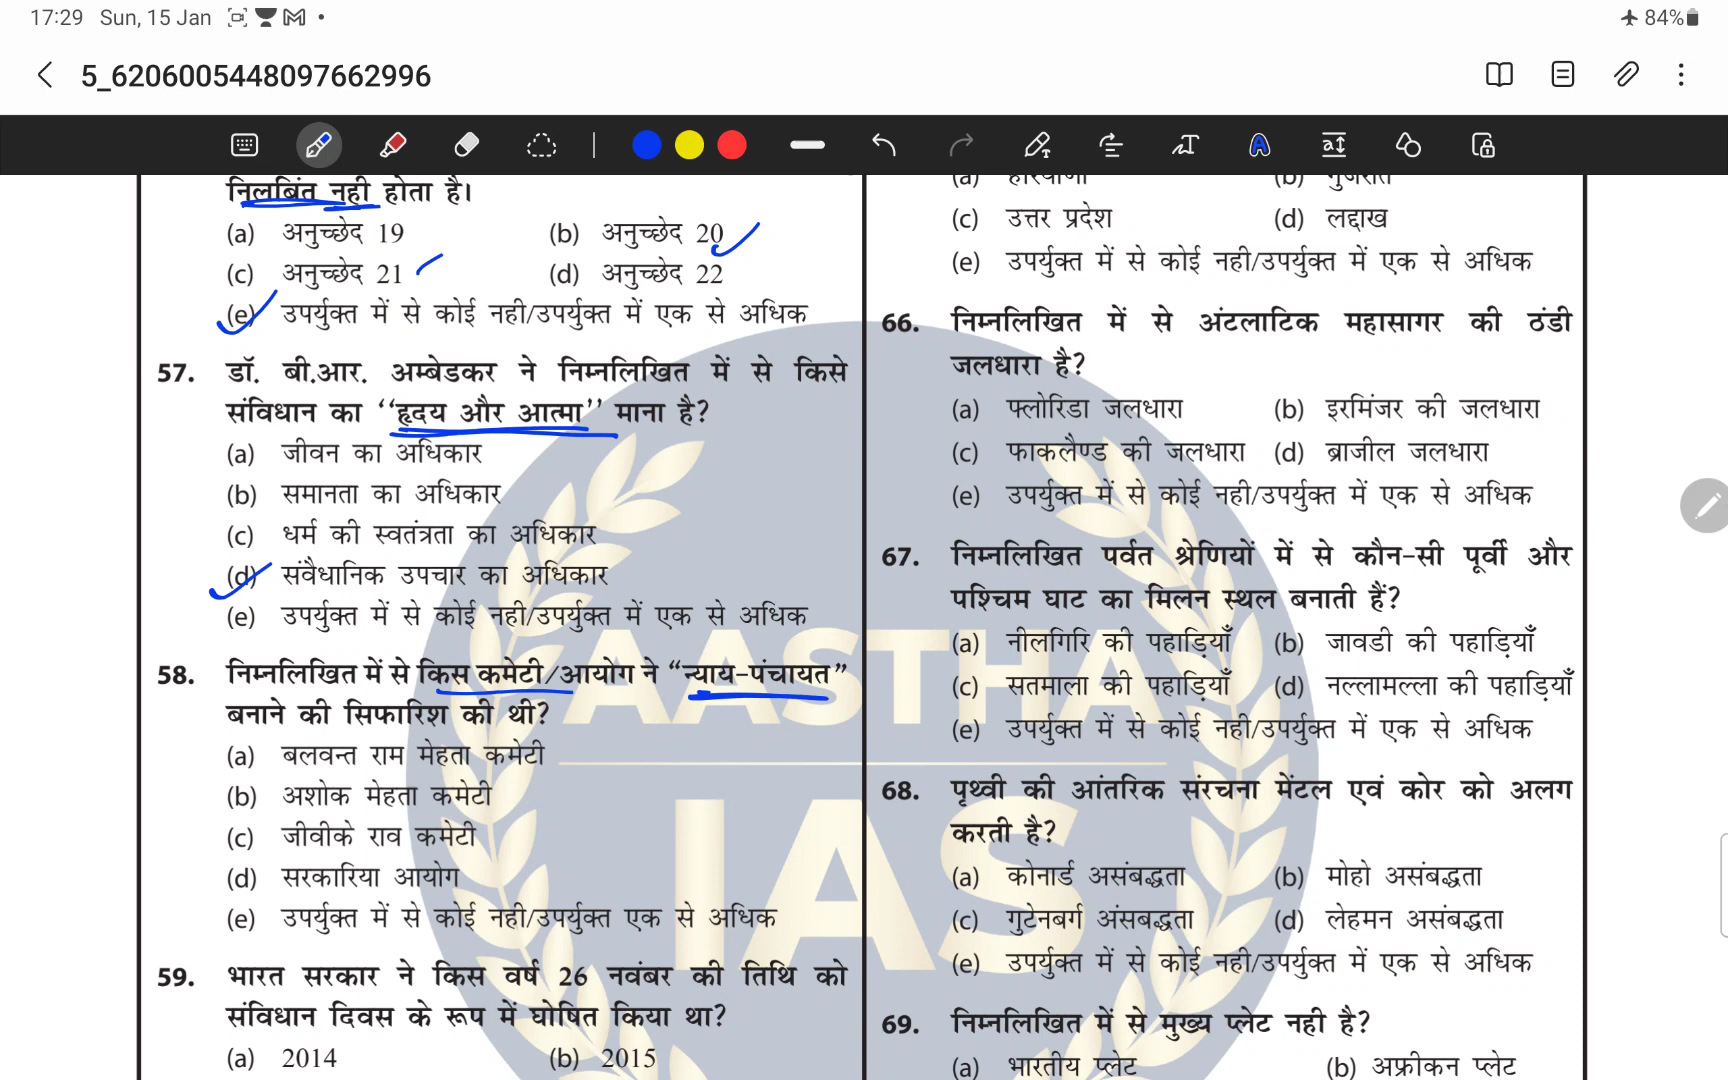 17:29 Sun, 15 Jan
84%
5_6206005448097662996
निलबिंत नही होता है।
(a) अनुच्छेद 19 (b) अनुच्छेद 20
(c) अनुच्छेद 21 (d) अनुच्छेद 22
(e) उपर्युक्त में से कोई नही/उपर्युक्त में एक से अधिक
57. डॉ. बी.आर. अम्बेडकर ने निम्नलिखित में से किसे
संविधान का ‘‘हृदय और आत्मा’’ माना है?
(a) जीवन का अधिकार
(b) समानता का अधिकार
(c) धर्म की स्वतंत्रता का अधिकार
(d) संवैधानिक उपचार का अधिकार
(e) उपर्युक्त में से कोई नही/उपर्युक्त में एक से अधिक
58. निम्नलिखित में से किस कमेटी/आयोग ने “न्याय-पंचायत”
बनाने की सिफारिश की थी?
(a) बलवन्त राम मेहता कमेटी
(b) अशोक मेहता कमेटी
(c) जीवीके राव कमेटी
(d) सरकारिया आयोग
(e) उपर्युक्त में से कोई नही/उपर्युक्त एक से अधिक
59. भारत सरकार ने किस वर्ष 26 नवंबर की तिथि को
संविधान दिवस के रूप में घोषित किया था?
(a) 2014 (b) 2015
(a) हरियाणा (b) गुजरात
(c) उत्तर प्रदेश (d) लद्दाख
(e) उपर्युक्त में से कोई नही/उपर्युक्त में एक से अधिक
66. निम्नलिखित में से अंटलाटिक महासागर की ठंडी
जलधारा है?
(a) फ्लोरिडा जलधारा (b) इरमिंजर की जलधारा
(c) फाकलैण्ड की जलधारा (d) ब्राजील जलधारा
(e) उपर्युक्त में से कोई नही/उपर्युक्त में एक से अधिक
67. निम्नलिखित पर्वत श्रेणियों में से कौन-सी पूर्वी और
पश्चिम घाट का मिलन स्थल बनाती हैं?
(a) नीलगिरि की पहाड़ियाँ (b) जावडी की पहाड़ियाँ
(c) सतमाला की पहाड़ियाँ (d) नल्लामल्ला की पहाड़ियाँ
(e) उपर्युक्त में से कोई नही/उपर्युक्त में एक से अधिक
68. पृथ्वी की आंतरिक संरचना मेंटल एवं कोर को अलग
करती है?
(a) कोनार्ड असंबद्धता (b) मोहो असंबद्धता
(c) गुटेनबर्ग अंसबद्धता (d) लेहमन असंबद्धता
(e) उपर्युक्त में से कोई नही/उपर्युक्त में एक से अधिक
69. निम्नलिखित में से मुख्य प्लेट नही है?
(a) भारतीय प्लेट (b) अफ्रीकन प्लेट
AASTHA
IAS